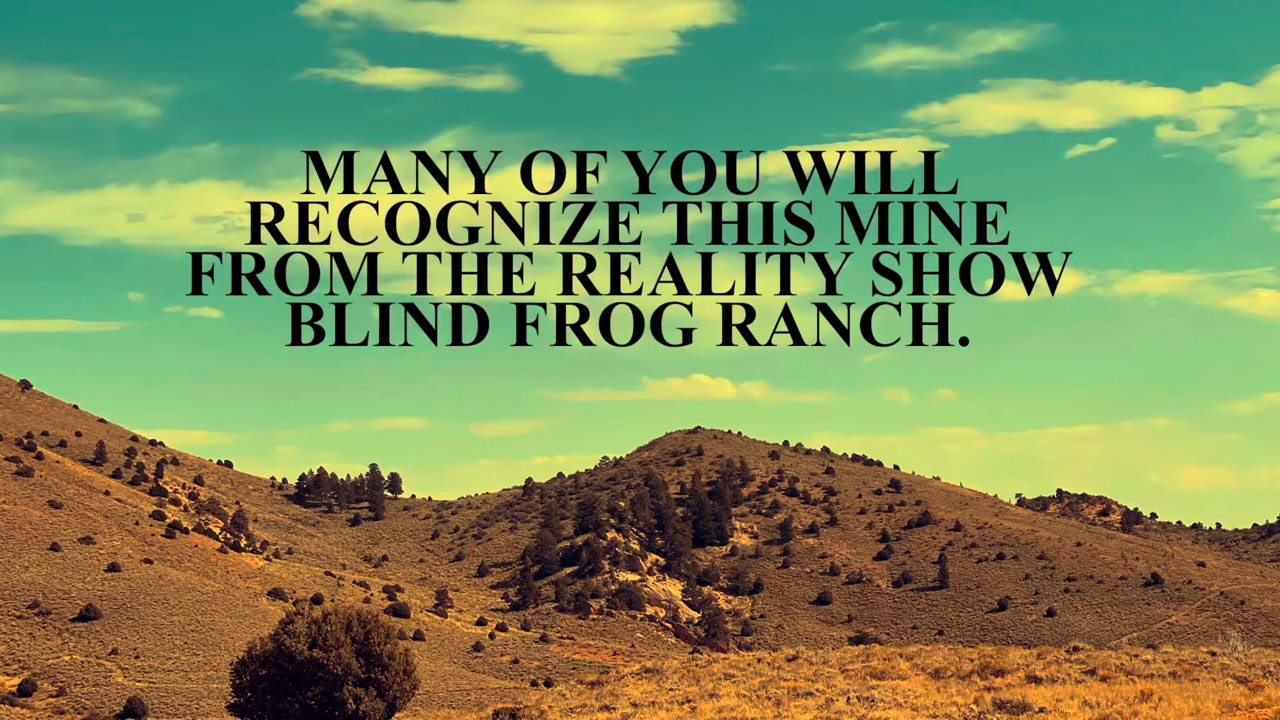 MANY OF YOU WILL
RECOGNIZE THIS MINE
FROM THE REALITY SHOW
BLIND FROG RANCH.